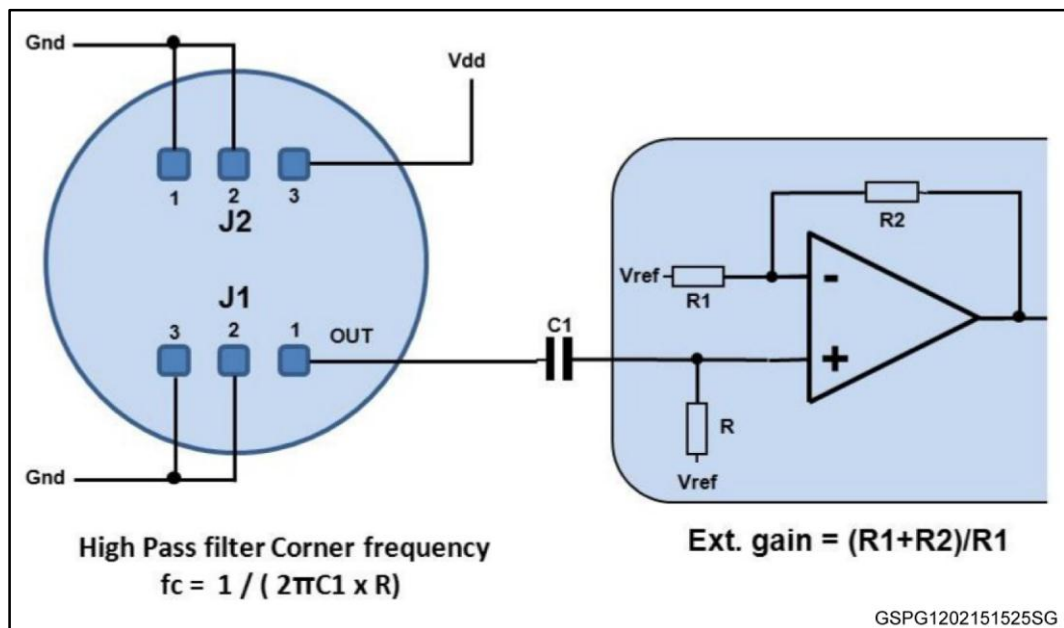 Gnd
Vdd
1
2
3
J2
R2
Vref
R1
-
J1
3
2
1
OUT
C1
+
R
Vref
Gnd
High Pass filter Corner frequency
fc = 1 / ( 2πC1 x R)
Ext. gain = (R1+R2)/R1
GSPG1202151525SG